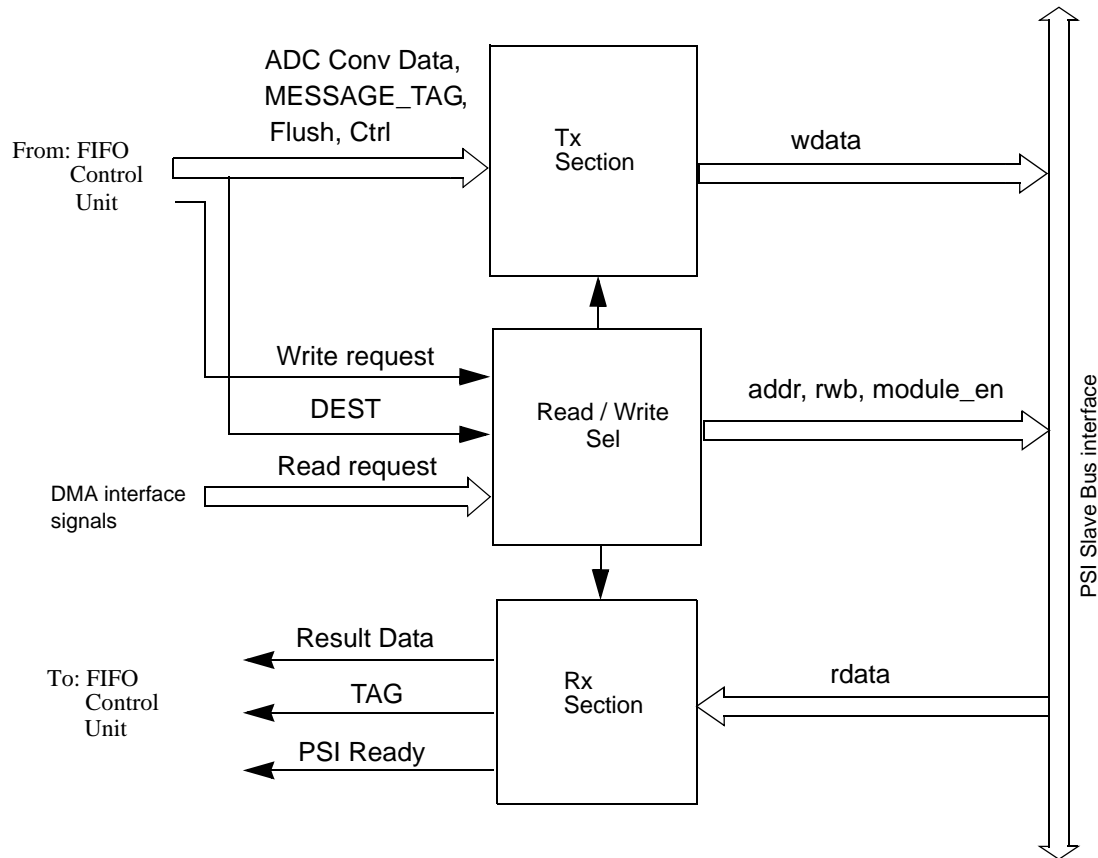 ADC Conv Data,
MESSAGE_TAG,
Flush, Ctrl
From: FIFO
Control
Unit
Tx
Section
wdata
Write request
DEST
Read request
DMA interface
signals
Read / Write
Sel
addr, rwb, module_en
PSI Slave Bus interface
Result Data
TAG
PSI Ready
To: FIFO
Control
Unit
Rx
Section
rdata